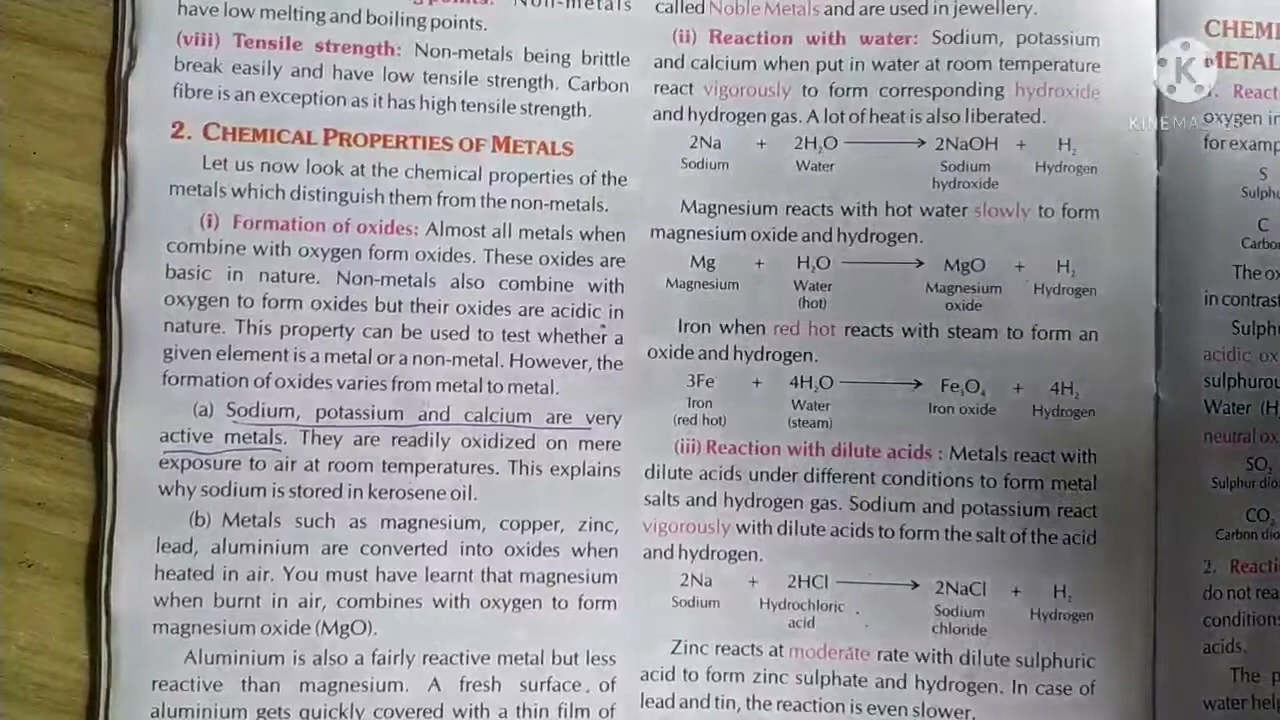 Non-metals
have low melting and boiling points.
(viii) Tensile strength: Non-metals being brittle
break easily and have low tensile strength. Carbon
fibre is an exception as it has high tensile strength.
2. CHEMICAL PROPERTIES OF METALS
Let us now look at the chemical properties of the
metals which distinguish them from the non-metals.
(i) Formation of oxides: Almost all metals when
combine with oxygen form oxides. These oxides are
basic in nature. Non-metals also combine with
oxygen to form oxides but their oxides are acidic in
nature. This property can be used to test whether a
given element is a metal or a non-metal. However, the
formation of oxides varies from metal to metal.
(a) Sodium, potassium and calcium are very
active metals. They are readily oxidized on mere
exposure to air at room temperatures. This explains
why sodium is stored in kerosene oil.
(b) Metals such as magnesium, copper, zinc,
lead, aluminium are converted into oxides when
heated in air. You must have learnt that magnesium
when burnt in air, combines with oxygen to form
magnesium oxide (MgO).
Aluminium is also a fairly reactive metal but less
reactive than magnesium. A fresh surface of
aluminium gets quickly covered with a thin film of
called Noble Metals and are used in jewellery.
(ii) Reaction with water: Sodium, potassium
and calcium when put in water at room temperature
react vigorously to form corresponding hydroxide
and hydrogen gas. A lot of heat is also liberated.
2Na + 2H₂O ⟶ 2NaOH + H₂
Sodium Water Sodium Hydrogen
hydroxide
Magnesium reacts with hot water slowly to form
magnesium oxide and hydrogen.
Mg + H₂O ⟶ MgO + H₂
Magnesium Water Magnesium Hydrogen
(hot) oxide
Iron when red hot reacts with steam to form an
oxide and hydrogen.
3Fe + 4H₂O ⟶ Fe₃O₄ + 4H₂
Iron Water Iron oxide Hydrogen
(red hot) (steam)
(iii) Reaction with dilute acids : Metals react with
dilute acids under different conditions to form metal
salts and hydrogen gas. Sodium and potassium react
vigorously with dilute acids to form the salt of the acid
and hydrogen.
2Na + 2HCl ⟶ 2NaCl + H₂
Sodium Hydrochloric Sodium Hydrogen
acid chloride
Zinc reacts at moderate rate with dilute sulphuric
acid to form zinc sulphate and hydrogen. In case of
lead and tin, the reaction is even slower.
CHEMI
METAL
React
oxygen in
for examp
S
Sulph
C
Carbo
The ox
in contrast
Sulph
acidic ox
sulphurou
Water (H
neutral ox
SO₂
Sulphur dio
CO₂
Carbon dio
2. Reacti
do not rea
conditions
acids.
The p
water hel
K
KINEMAS